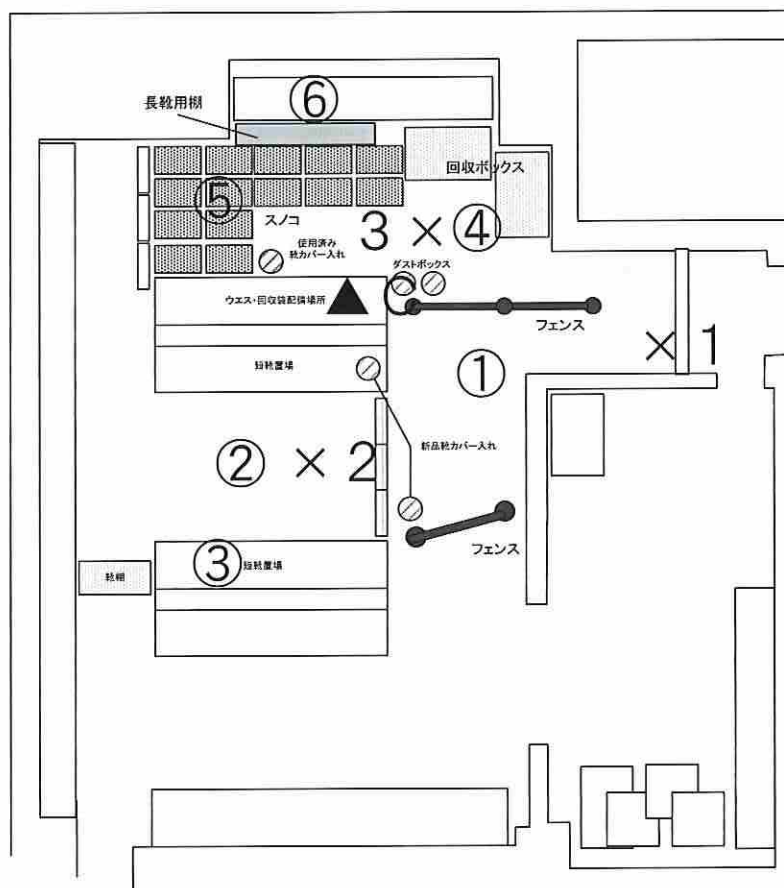 ⑥
長靴用棚
回収ボックス
⑤
スノコ
3 × ④
使用済み
靴カバー入れ
ダストボックス
ウエス・回収袋配備場所
フェンス
× 1
短靴置場
①
② × 2
新品靴カバー入れ
フェンス
③
短靴置場
靴棚